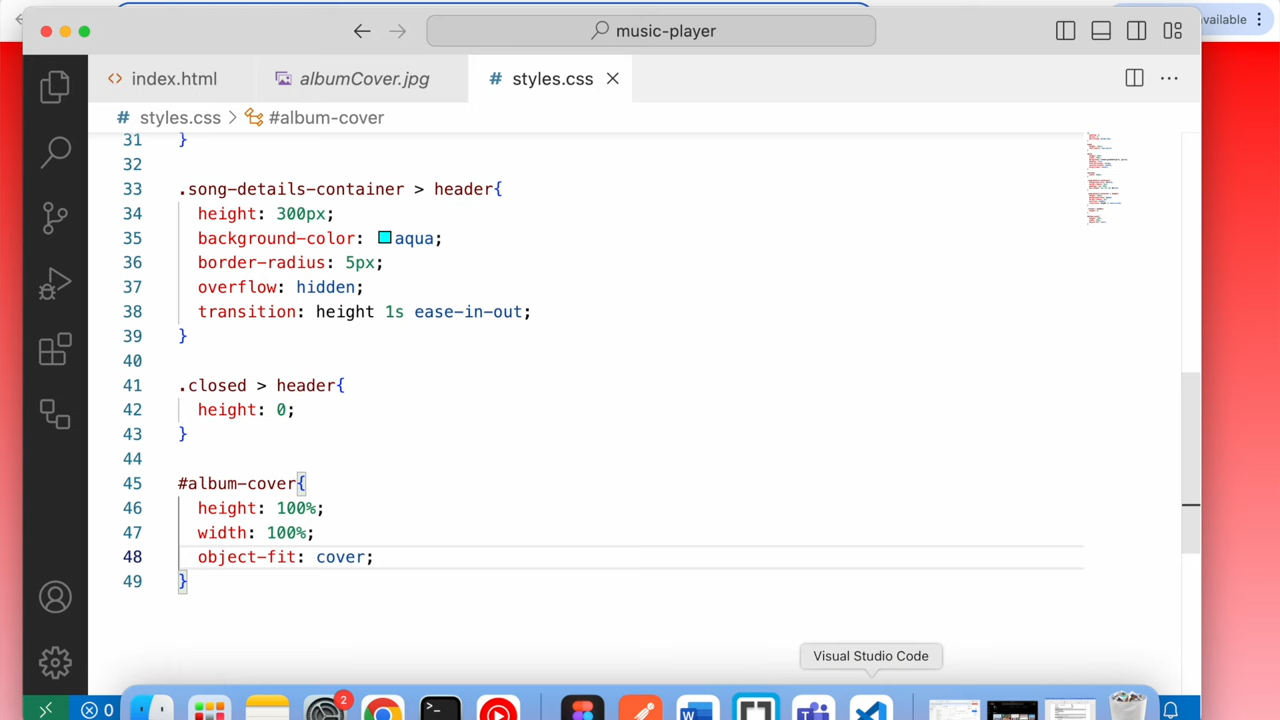 vailable
music-player
index.html
albumCover.jpg
# styles.css
# styles.css > #album-cover
31 }
32
33 .song-details-container > header{
34 height: 300px;
35 background-color: aqua;
36 border-radius: 5px;
37 overflow: hidden;
38 transition: height 1s ease-in-out;
39 }
40
41 .closed > header{
42 height: 0;
43 }
44
45 #album-cover{
46 height: 100%;
47 width: 100%;
48 object-fit: cover;
49 }
Visual Studio Code
2
0